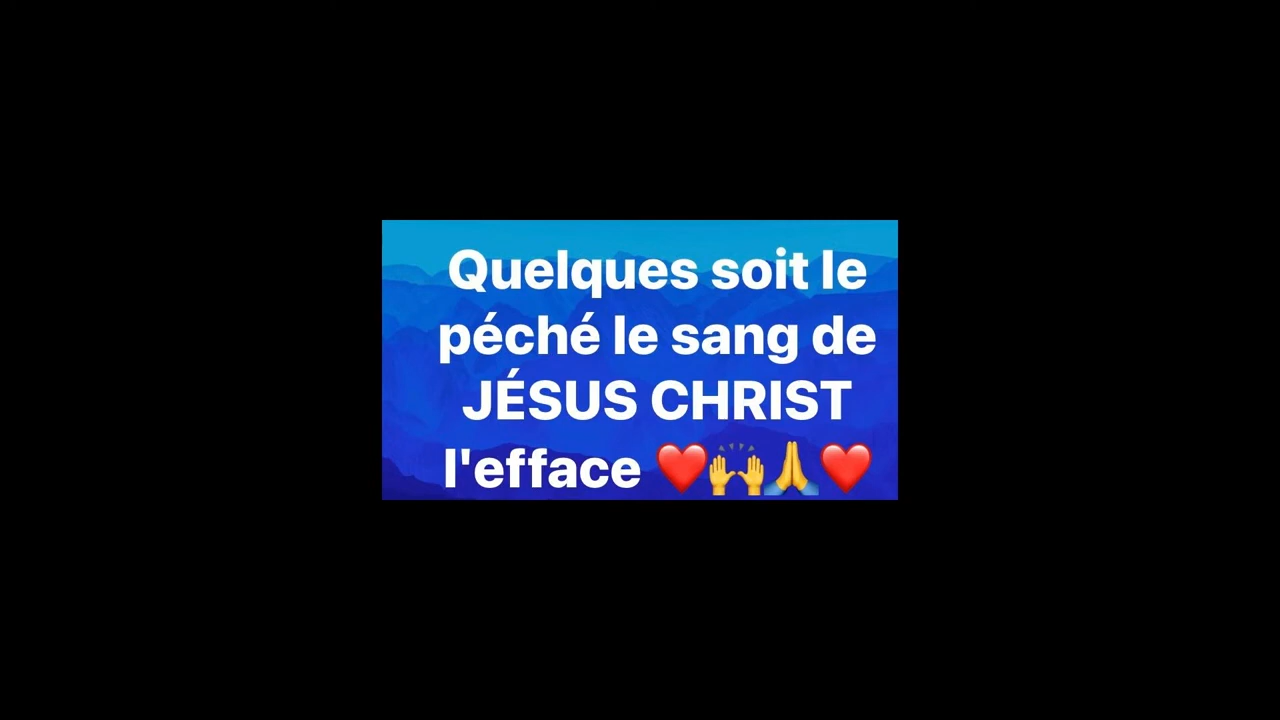 Quelques soit le
péché le sang de
JÉSUS CHRIST
l'efface ❤️🙌🙏❤️